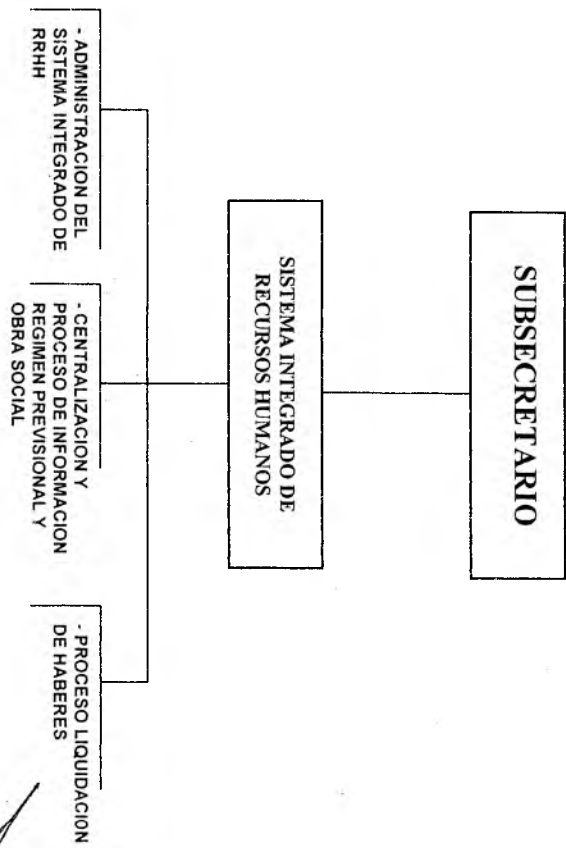 SUBSECRETARIO
SISTEMA INTEGRADO DE
RECURSOS HUMANOS
- ADMINISTRACION DEL
SISTEMA INTEGRADO DE
RRHH
- CENTRALIZACION Y
PROCESO DE INFORMACION
REGIMEN PREVISIONAL Y
OBRA SOCIAL
- PROCESO LIQUIDACION
DE HABERES